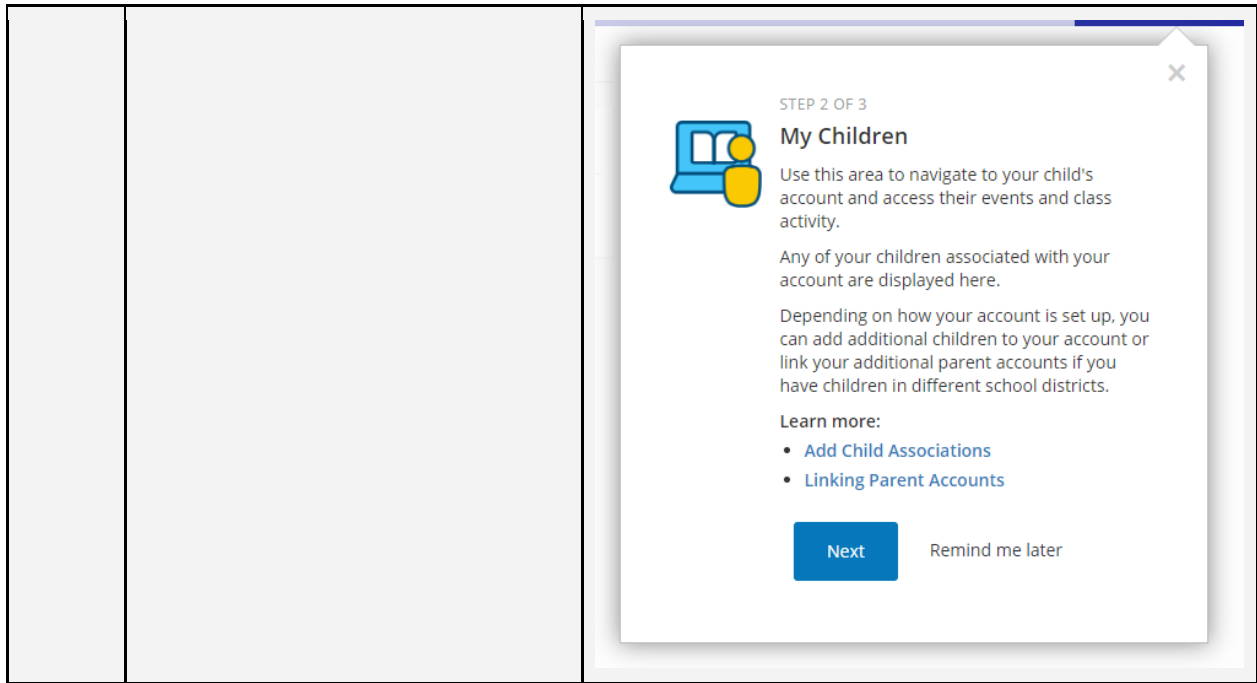 STEP 2 OF 3
My Children
Use this area to navigate to your child's
account and access their events and class
activity.
Any of your children associated with your
account are displayed here.
Depending on how your account is set up, you
can add additional children to your account or
link your additional parent accounts if you
have children in different school districts.
Learn more:
• Add Child Associations
• Linking Parent Accounts
Next Remind me later